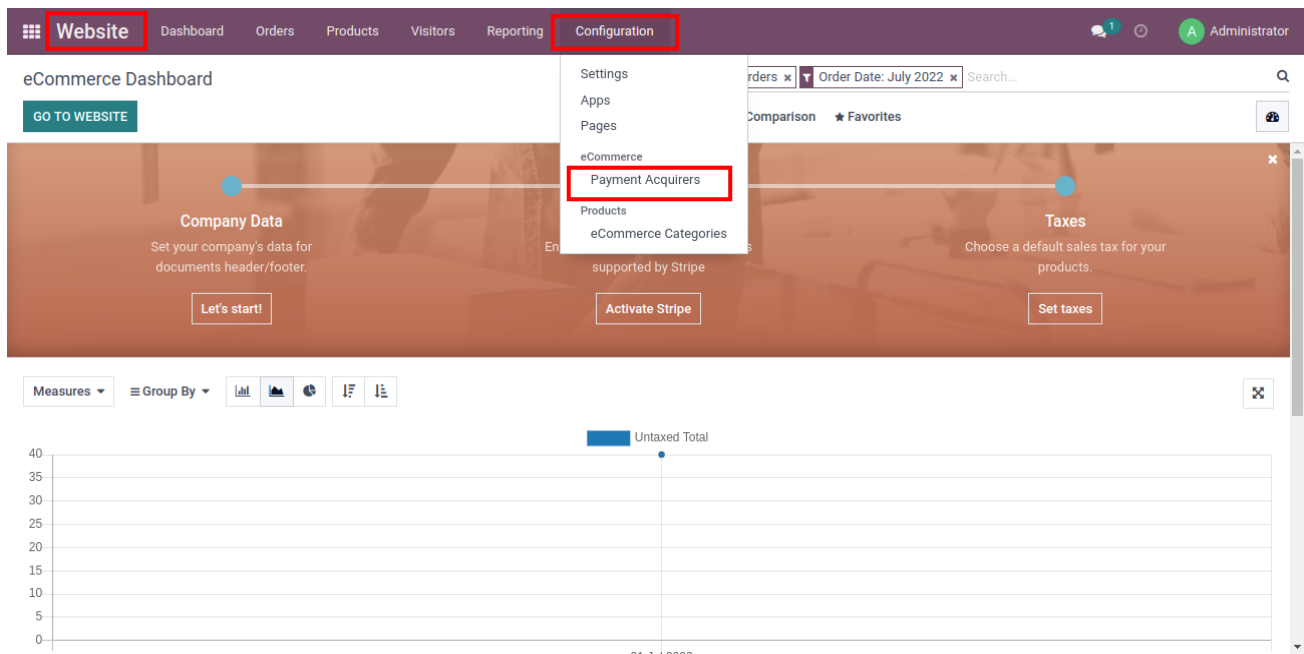 Website Dashboard Orders Products Visitors Reporting Configuration 1 A Administrator
eCommerce Dashboard
rders × Order Date: July 2022 × Search...
GO TO WEBSITE
Comparison Favorites
Settings
Apps
Pages
eCommerce
Payment Acquirers
Products
eCommerce Categories
Company Data
Set your company's data for
documents header/footer.
Let's start!
En
s
supported by Stripe
Activate Stripe
Taxes
Choose a default sales tax for your
products.
Set taxes
Measures Group By
Untaxed Total
40
35
30
25
20
15
10
5
0